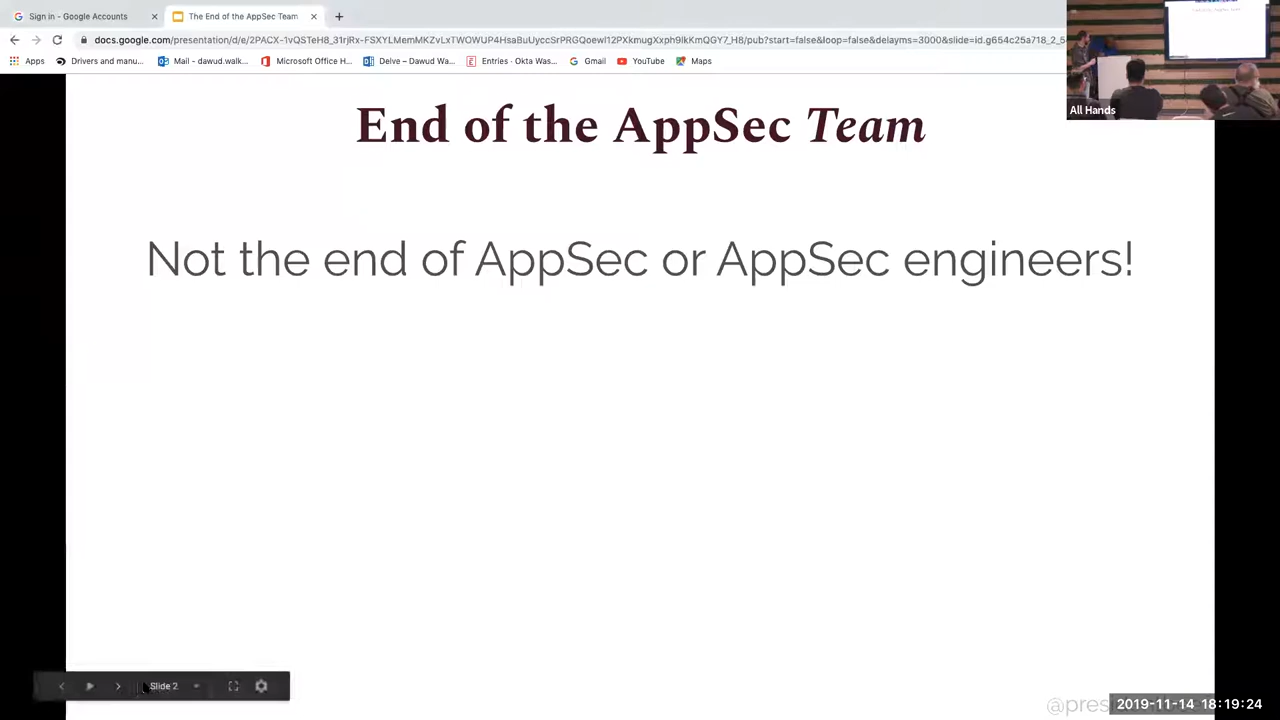 Sign in - Google Accounts
The End of the AppSec Team
Apps
Drivers and manu...
Mail - dawud.walk...
Microsoft Office H...
Delve – Dawud Wa...
Entries · Okta Was...
Gmail
YouTube
Maps
All Hands
End of the AppSec Team
Not the end of AppSec or AppSec engineers!
Slide 2
2019-11-14 18:19:24